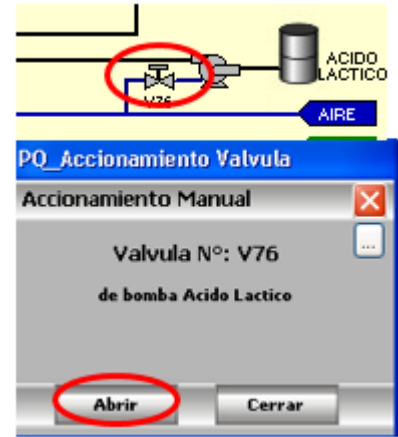 ACIDO
LACTICO
V76
AIRE
PQ_Accionamiento Valvula
Accionamiento Manual
...
Valvula N°: V76
de bomba Acido Lactico
Abrir
Cerrar